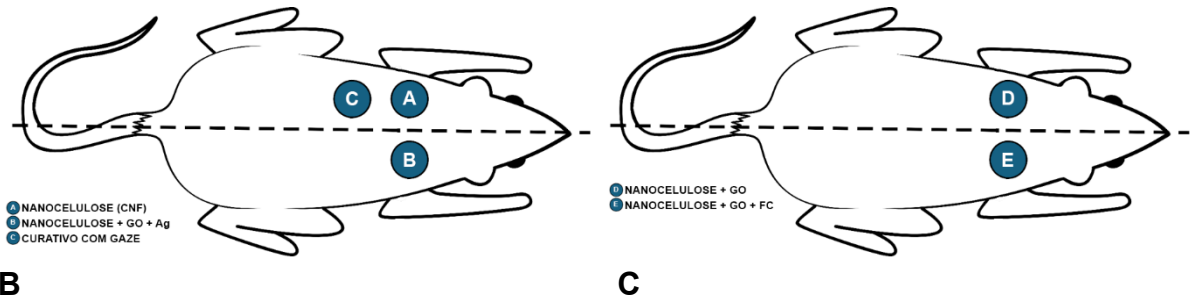 C A
B
A NANOCELULOSE (CNF)
B NANOCELULOSE + GO + Ag
C CURATIVO COM GAZE
B
D
E
D NANOCELULOSE + GO
E NANOCELULOSE + GO + FC
C